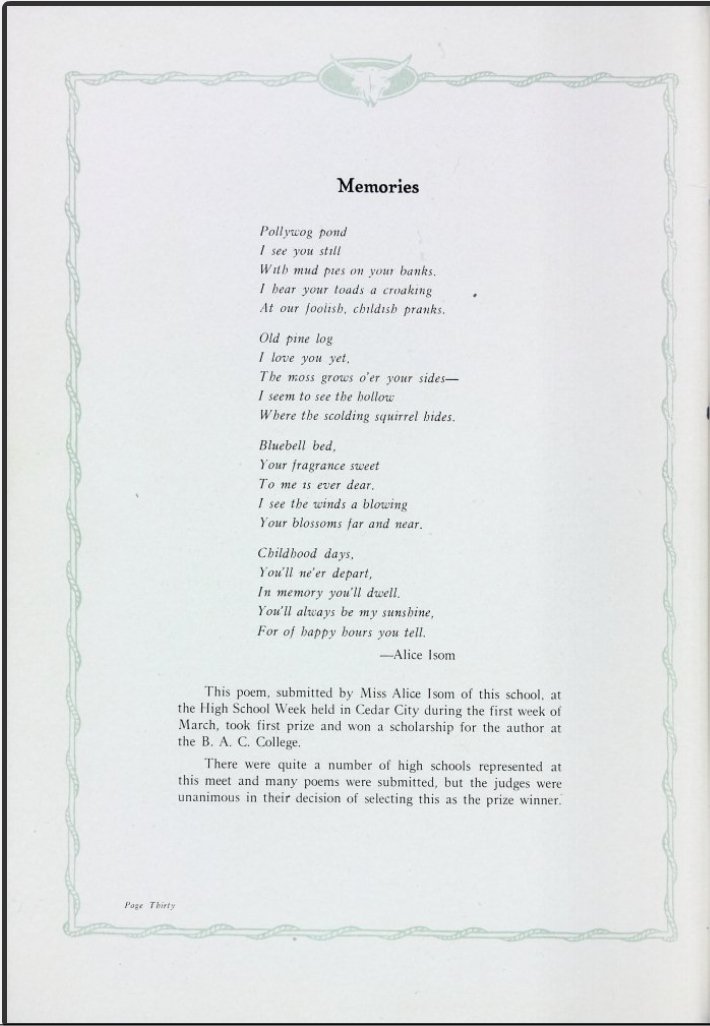 Memories
Pollywog pond
I see you still
With mud pies on your banks.
I hear your toads a croaking
At our foolish, childish pranks.
Old pine log
I love you yet,
The moss grows o'er your sides—
I seem to see the hollow
Where the scolding squirrel hides.
Bluebell bed,
Your fragrance sweet
To me is ever dear.
I see the winds a blowing
Your blossoms far and near.
Childhood days,
You'll ne'er depart,
In memory you'll dwell.
You'll always be my sunshine,
For of happy hours you tell.
—Alice Isom
This poem, submitted by Miss Alice Isom of this school, at
the High School Week held in Cedar City during the first week of
March, took first prize and won a scholarship for the author at
the B. A. C. College.
There were quite a number of high schools represented at
this meet and many poems were submitted, but the judges were
unanimous in their decision of selecting this as the prize winner.
Page Thirty